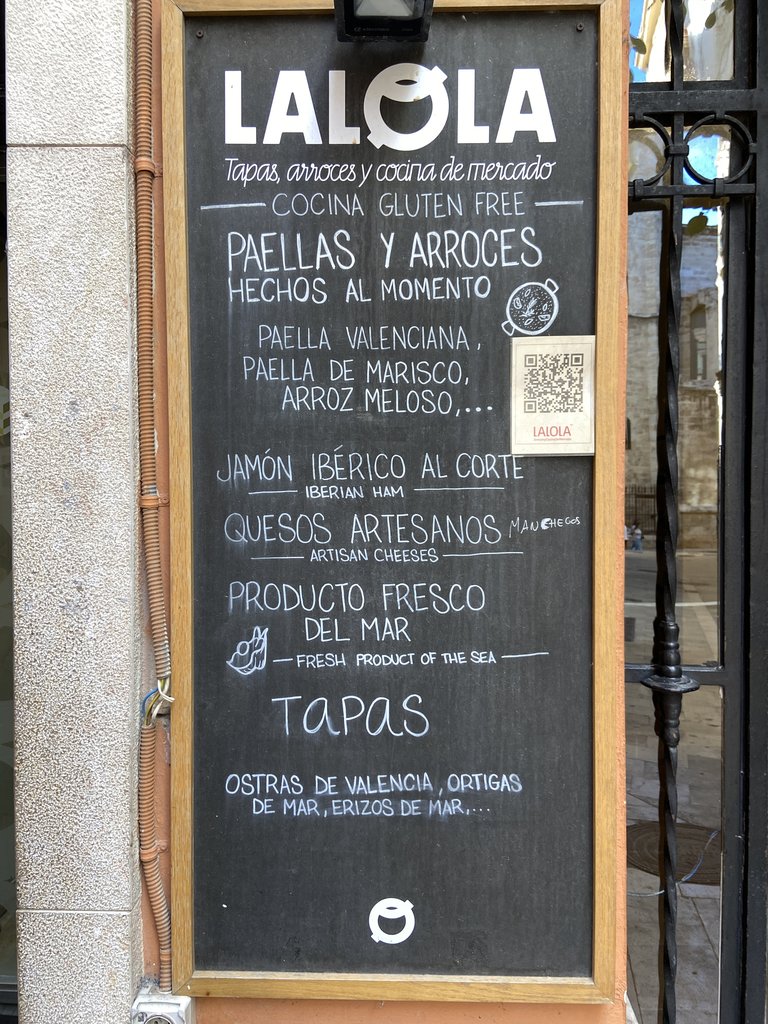 LALOLA
Tapas, arroces y cocina de mercado
COCINA GLUTEN FREE
PAELLAS Y ARROCES
HECHOS AL MOMENTO
PAELLA VALENCIANA,
PAELLA DE MARISCO,
ARROZ MELOSO,...
LALOLA
JAMÓN IBÉRICO AL CORTE
IBERIAN HAM
QUESOS ARTESANOS MANCHEGOS
ARTISAN CHEESES
PRODUCTO FRESCO
DEL MAR
FRESH PRODUCT OF THE SEA
TAPAS
OSTRAS DE VALENCIA, ORTIGAS
DE MAR, ERIZOS DE MAR,...